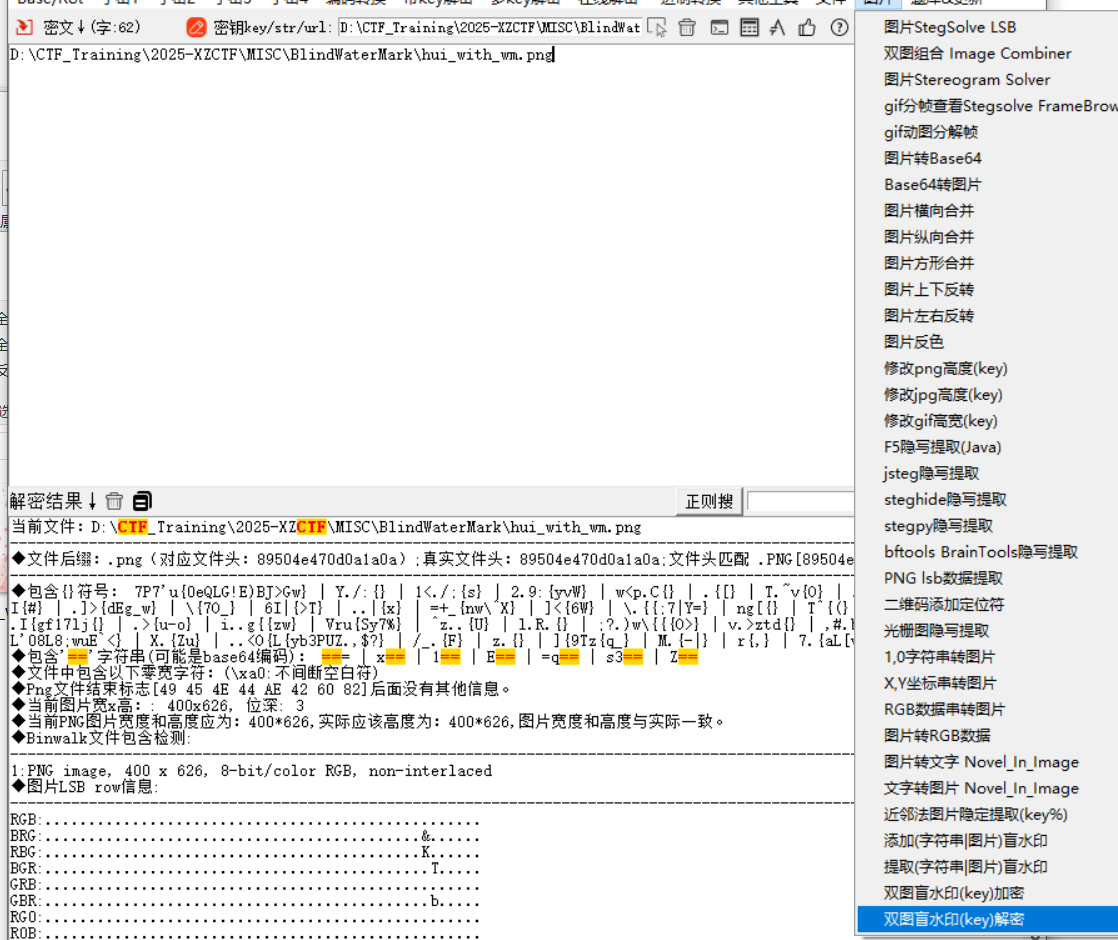 密文↓(字:62)
密钥key/str/url: D:\CTF_Training\2025-XZCTF\MISC\BlindWat
D:\CTF_Training\2025-XZCTF\MISC\BlindWaterMark\hui_with_wm.png
图片StegSolve LSB
双图组合 Image Combiner
图片Stereogram Solver
gif分帧查看Stegsolve FrameBrow
gif动图分解帧
图片转Base64
Base64转图片
图片横向合并
图片纵向合并
图片方形合并
图片上下反转
图片左右反转
图片反色
修改png高度(key)
修改jpg高度(key)
修改gif高宽(key)
F5隐写提取(Java)
jsteg隐写提取
steghide隐写提取
stegpy隐写提取
bftools BrainTools隐写提取
PNG lsb数据提取
二维码添加定位符
光栅图隐写提取
1,0字符串转图片
X,Y坐标串转图片
RGB数据串转图片
图片转RGB数据
图片转文字 Novel_In_Image
文字转图片 Novel_In_Image
近邻法图片隐定提取(key%)
添加(字符串|图片)盲水印
提取(字符串|图片)盲水印
双图盲水印(key)加密
双图盲水印(key)解密
解密结果↓
正则搜
当前文件: D:\CTF_Training\2025-XZCTF\MISC\BlindWaterMark\hui_with_wm.png
◆文件后缀: .png (对应文件头: 89504e470d0a1a0a) ;真实文件头: 89504e470d0a1a0a;文件头匹配 .PNG[89504e
◆包含{}符号: 7P7'u{0eQLG!E)BJ>Gw} | Y./:{} | 1<./;{s} | 2.9:{yvW} | w<p.C{} | .{[} | T.~v{O} |
I{#} | .]>{dEg_w} | \{7O_} | 6I|{>T} | ..|{x} | =+_{nw\~X} | ]<{6W} | \.{{;7|Y=} | ng[{} | T^{(}
.I{gf17lj{} | .>{u-o} | i..g{{zw} | Vru{Sy7%} | ^z..{U} | l.R.{} | ;?.)w\{{{O>} | v.>ztd{} |
L'08L8;wuE`<} | X.{Zu} | ..<O{L{yb3PUZ.,$?} | /_.{F} | z.{} | ]{9Tz{q_} | M.{-|} | r{,} | 7.{aL[
◆包含'=='字符串(可能是base64编码): === | x== | 1== | E== | =q== | s3== | Z==
◆文件中包含以下零宽字符: (\xa0:不间断空白符)
◆Png文件结束标志[49 45 4E 44 AE 42 60 82]后面没有其他信息。
◆当前图片宽x高: : 400x626, 位深: 3
◆当前PNG图片宽度和高度应为: 400*626,实际应该高度为: 400*626,图片宽度和高度与实际一致。
◆Binwalk文件包含检测:
1:PNG image, 400 x 626, 8-bit/color RGB, non-interlaced
◆图片LSB row信息:
RGB:..................................................
BRG:............................................&.....
RBG:............................................K.....
BGR:.............................................T....
GRB:..................................................
GBR:.............................................b....
RGO:..................................................
ROB:..................................................